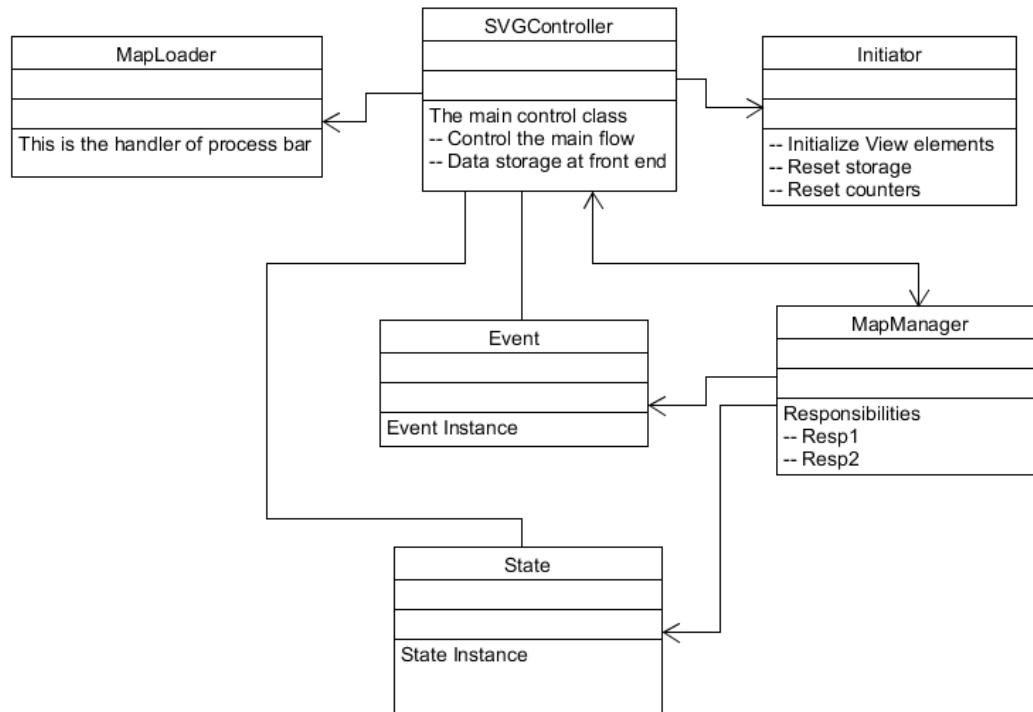 SVGController
MapLoader
Initiator
The main control class
-- Control the main flow
-- Data storage at front end
This is the handler of process bar
-- Initialize View elements
-- Reset storage
-- Reset counters
MapManager
Event
Responsibilities
-- Resp1
-- Resp2
Event Instance
State
State Instance